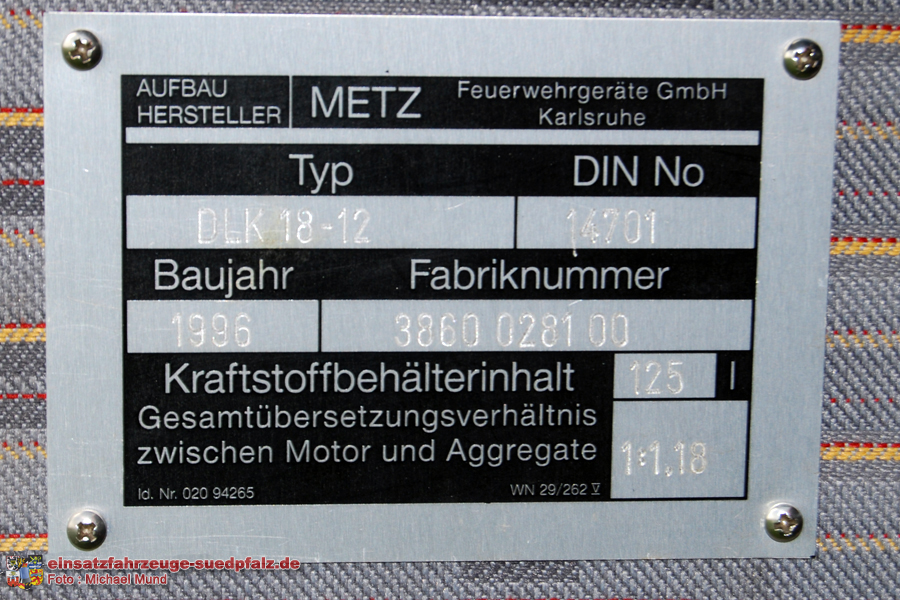 AUFBAU
HERSTELLER
METZ
Feuerwehrgeräte GmbH
Karlsruhe
Typ
DIN No
DLK 18-12
14701
Baujahr
Fabriknummer
1996
3860 0281 00
Kraftstoffbehälterinhalt
125
l
Gesamtübersetzungsverhältnis
zwischen Motor und Aggregate
1:1,18
Id. Nr. 020 94265
WN 29/262 V
einsatzfahrzeuge-suedpfalz.de
Foto : Michael Mund